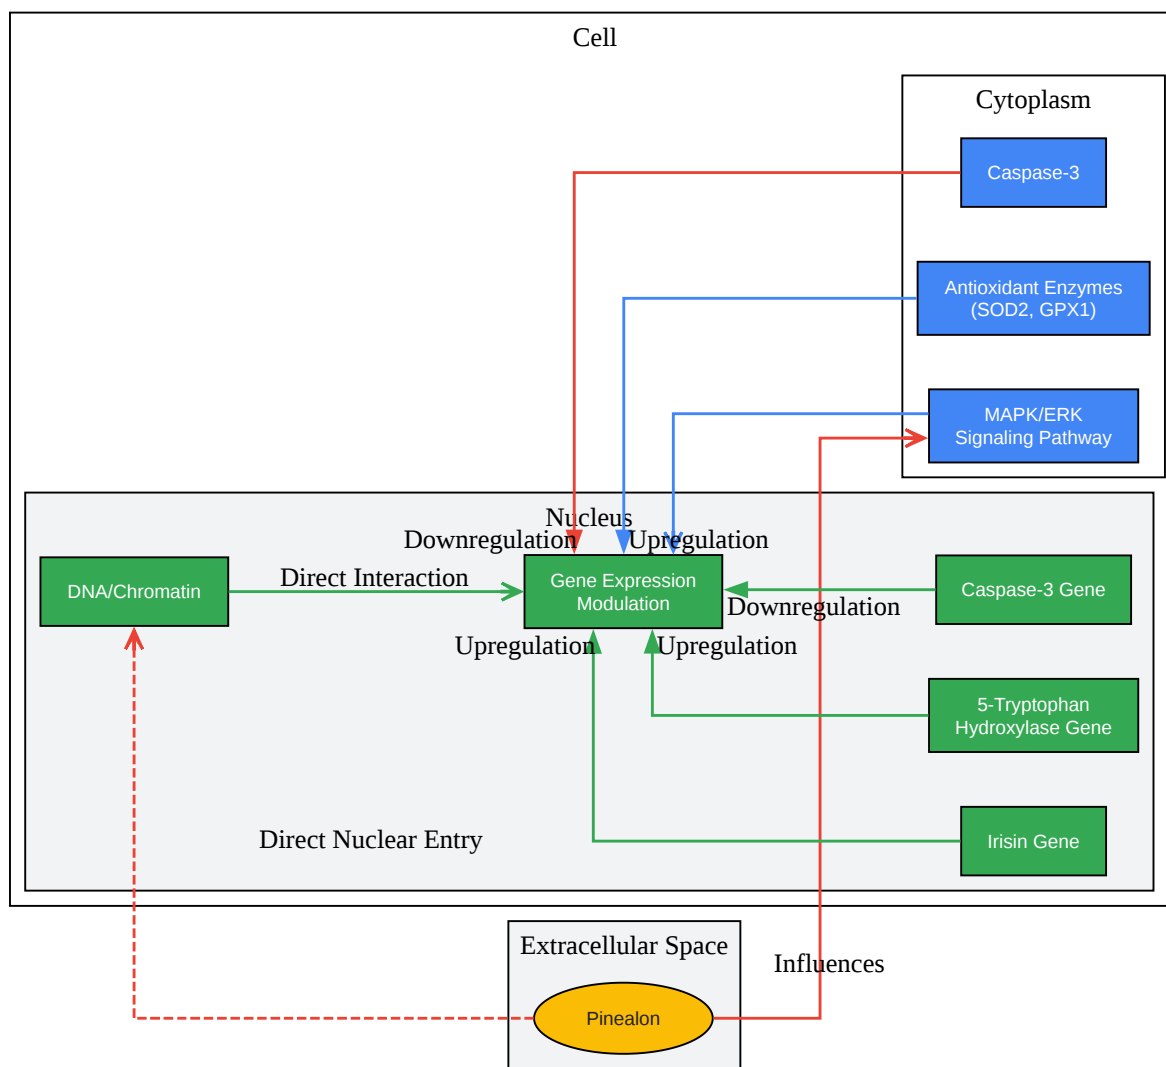 Cell
Cytoplasm
Caspase-3
Antioxidant Enzymes
(SOD2, GPX1)
MAPK/ERK
Signaling Pathway
Nucleus
Downregulation
Upregulation
DNA/Chromatin
Direct Interaction
Gene Expression
Modulation
Caspase-3 Gene
Downregulation
Upregulation
Upregulation
5-Tryptophan
Hydroxylase Gene
Direct Nuclear Entry
Irisin Gene
Extracellular Space
Influences
Pinealon